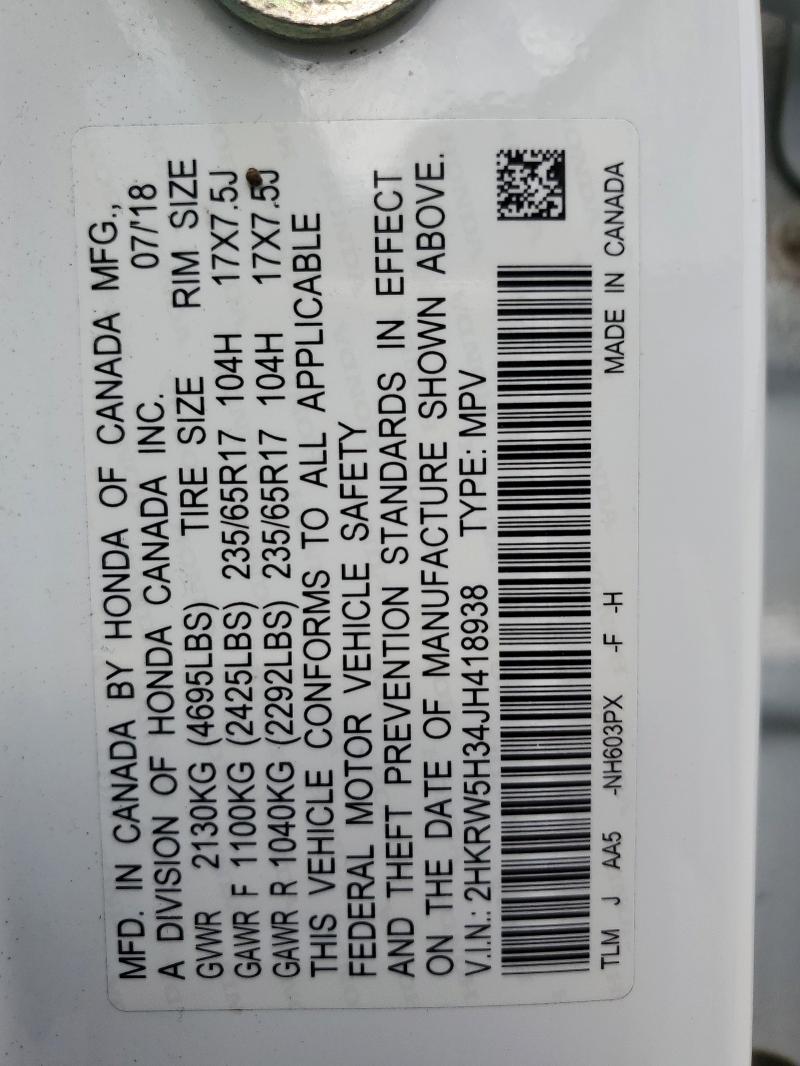 MFD. IN CANADA BY HONDA OF CANADA MFG.,
A DIVISION OF HONDA CANADA INC. 07/'18
GVWR 2130KG (4695LBS) TIRE SIZE RIM SIZE
GAWR F 1100KG (2425LBS) 235/65R17 104H 17X7.5J
GAWR R 1040KG (2292LBS) 235/65R17 104H 17X7.5J
THIS VEHICLE CONFORMS TO ALL APPLICABLE
FEDERAL MOTOR VEHICLE SAFETY
AND THEFT PREVENTION STANDARDS IN EFFECT
ON THE DATE OF MANUFACTURE SHOWN ABOVE.
V.I.N.: 2HKRW5H34JH418938 TYPE: MPV
TLM J AA5 -NH603PX -F -H MADE IN CANADA